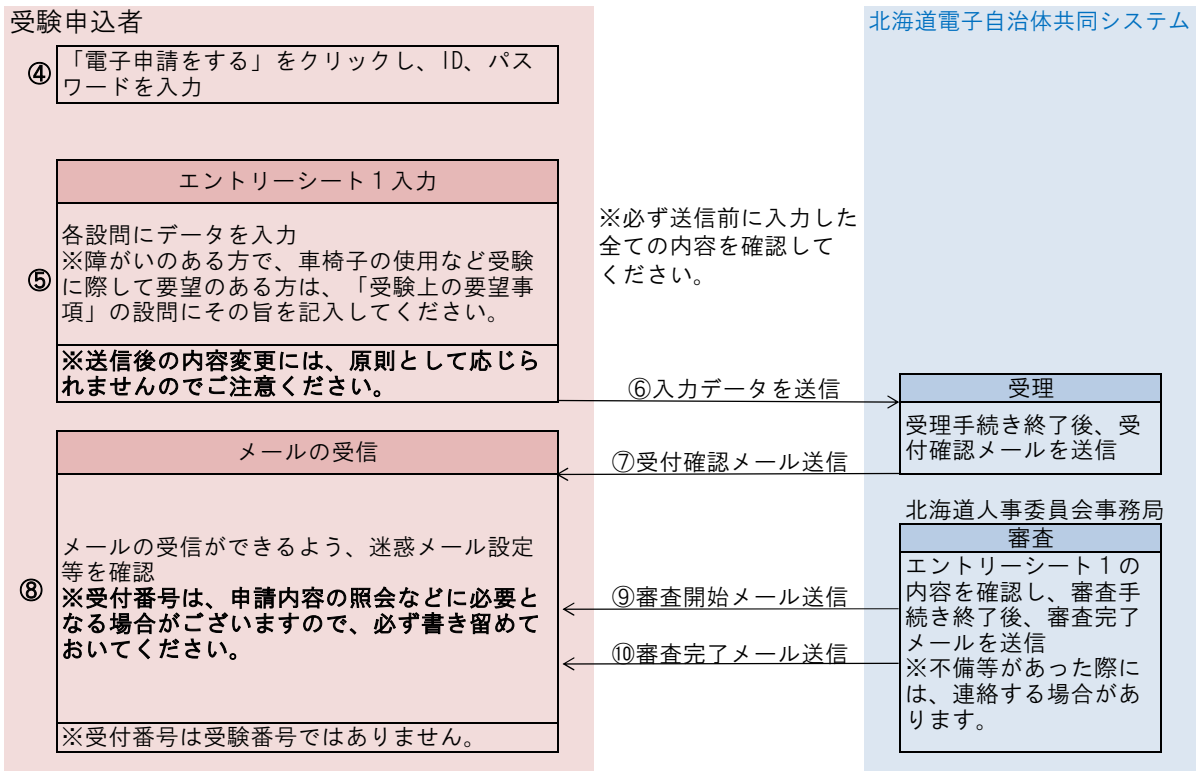 受験申込者
北海道電子自治体共同システム
④
「電子申請をする」をクリックし、ID、パス
ワードを入力
エントリーシート１入力
⑤
各設問にデータを入力
※障がいのある方で、車椅子の使用など受験
に際して要望のある方は、「受験上の要望事
項」の設問にその旨を記入してください。
※送信後の内容変更には、原則として応じら
れませんのでご注意ください。
※必ず送信前に入力した
全ての内容を確認して
ください。
⑥入力データを送信
受理
受理手続き終了後、受
付確認メールを送信
⑦受付確認メール送信
メールの受信
⑧
メールの受信ができるよう、迷惑メール設定
等を確認
※受付番号は、申請内容の照会などに必要と
なる場合がございますので、必ず書き留めて
おいてください。
※受付番号は受験番号ではありません。
⑨審査開始メール送信
⑩審査完了メール送信
北海道人事委員会事務局
審査
エントリーシート１の
内容を確認し、審査手
続き終了後、審査完了
メールを送信
※不備等があった際に
は、連絡する場合があ
ります。